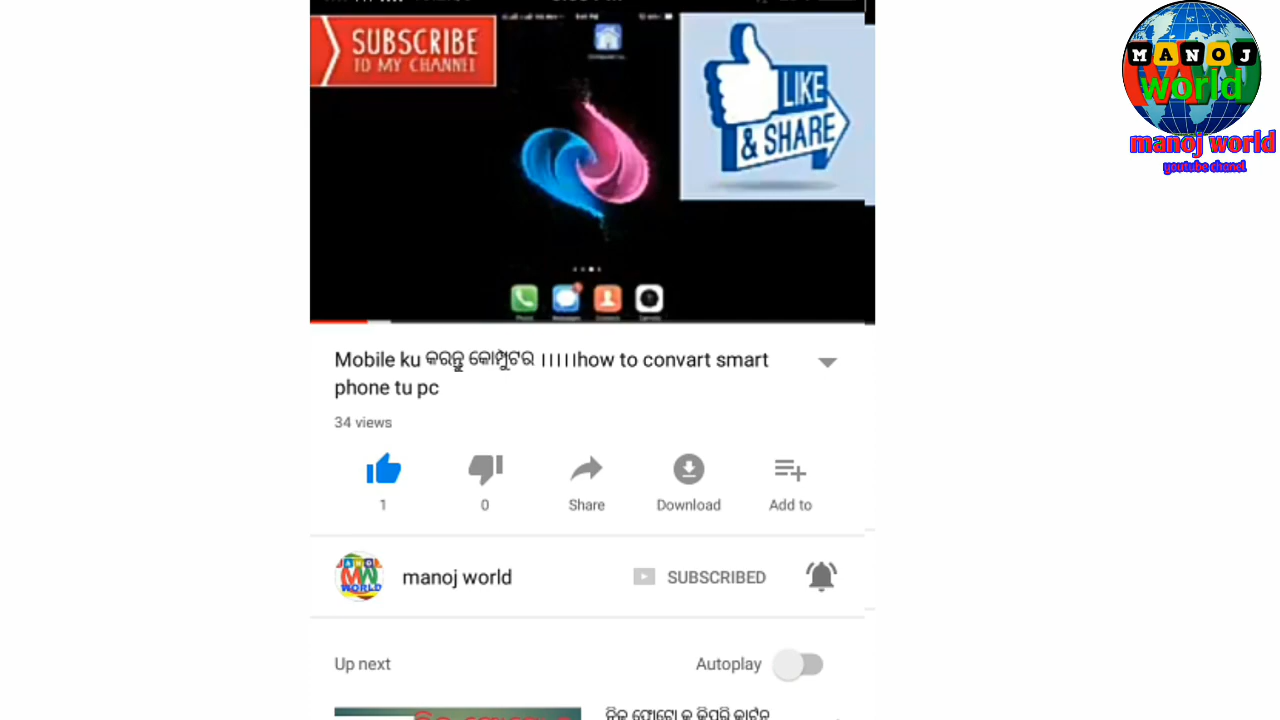 SUBSCRIBE
TO MY CHANNEL
LIKE
& SHARE
MANOJ
world
manoj world
youtube chanel
Mobile ku କରନ୍ତୁ କୋମ୍ପୁଟର ।।।।।how to convart smart
phone tu pc
34 views
1
0
Share
Download
Add to
manoj world
SUBSCRIBED
Up next
Autoplay